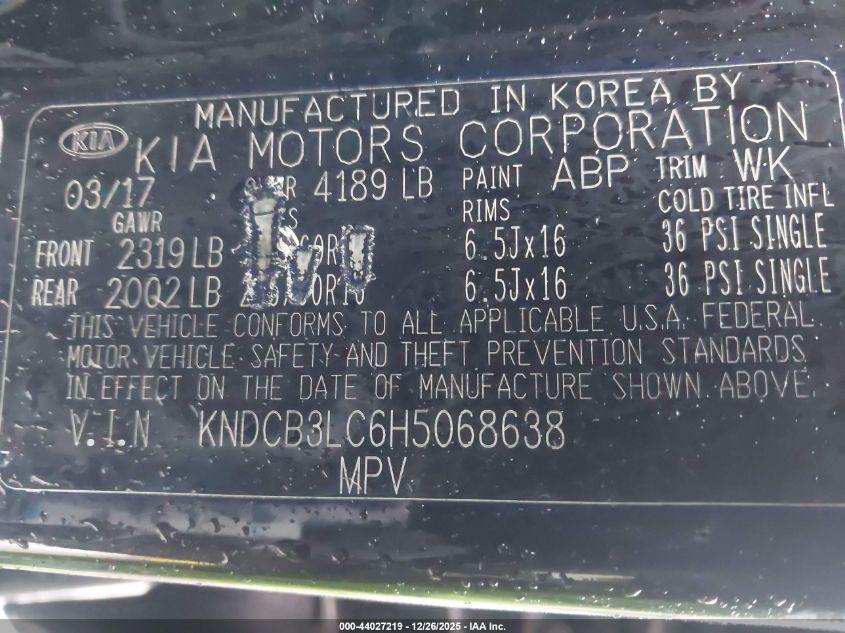 MANUFACTURED IN KOREA BY
KIA KIA MOTORS CORPORATION
03/17 4189 LB PAINT ABP TRIM WK
GAWR RIMS COLD TIRE INFL
FRONT 2319 LB 6.5Jx16 36 PSI SINGLE
REAR 2002 LB 6.5Jx16 36 PSI SINGLE
THIS VEHICLE CONFORMS TO ALL APPLICABLE U.S.A. FEDERAL
MOTOR VEHICLE SAFETY AND THEFT PREVENTION STANDARDS
IN EFFECT ON THE DATE OF MANUFACTURE SHOWN ABOVE.
V.I.N KNDCB3LC6H5068638
MPV
000-44027219 - 12/26/2025 - IAA Inc.